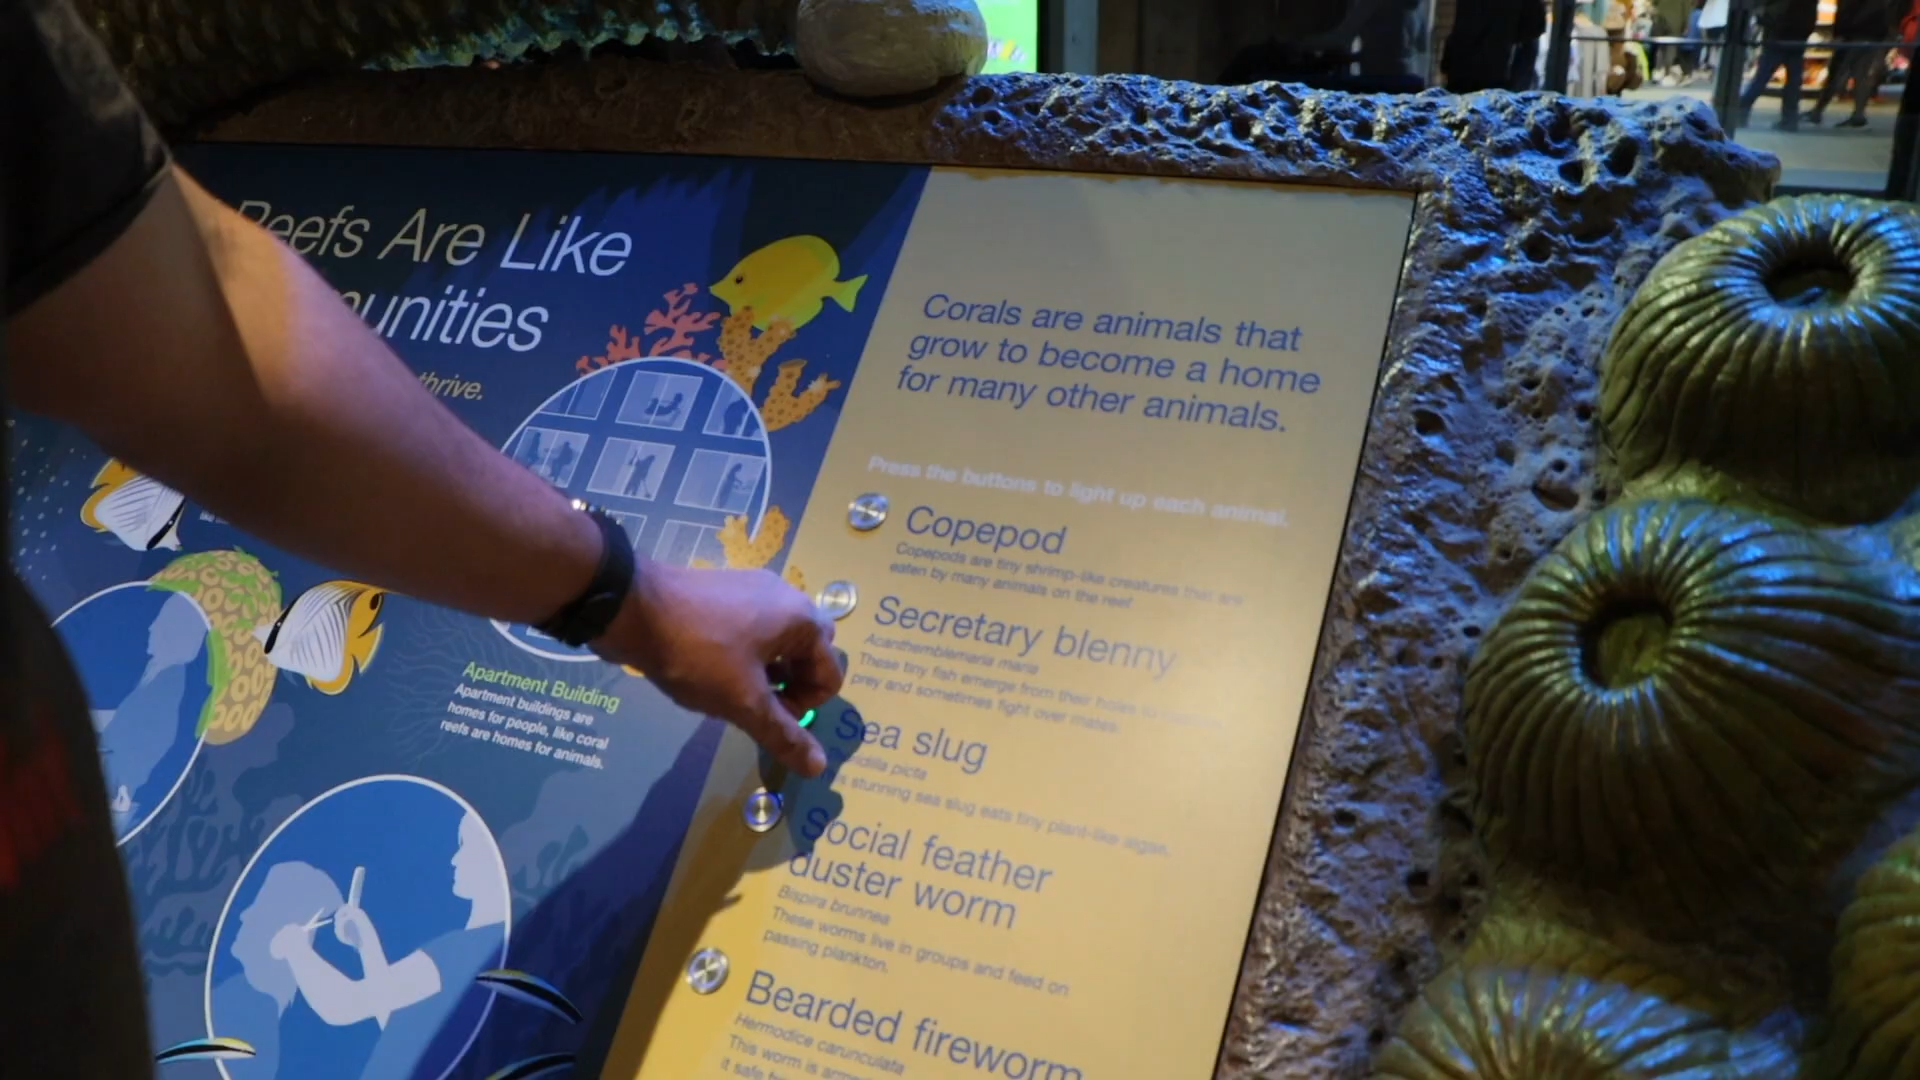 Reefs Are Like
unities
thrive.
Apartment Building
Apartment buildings are
homes for people, like coral
reefs are homes for animals.
Corals are animals that
grow to become a home
for many other animals.
Press the buttons to light up each animal.
Copepod
Copepods are tiny shrimp-like creatures that are
eaten by many animals on the reef
Secretary blenny
Acanthemblemaria maria
These tiny fish emerge from their holes to
prey and sometimes fight over mates.
Sea slug
picta
stunning sea slug eats tiny plant-like algae.
Social feather
duster worm
Bispira brunnea
These worms live in groups and feed on
passing plankton.
Bearded fireworm
Hermodice carunculata
This worm is
it safe